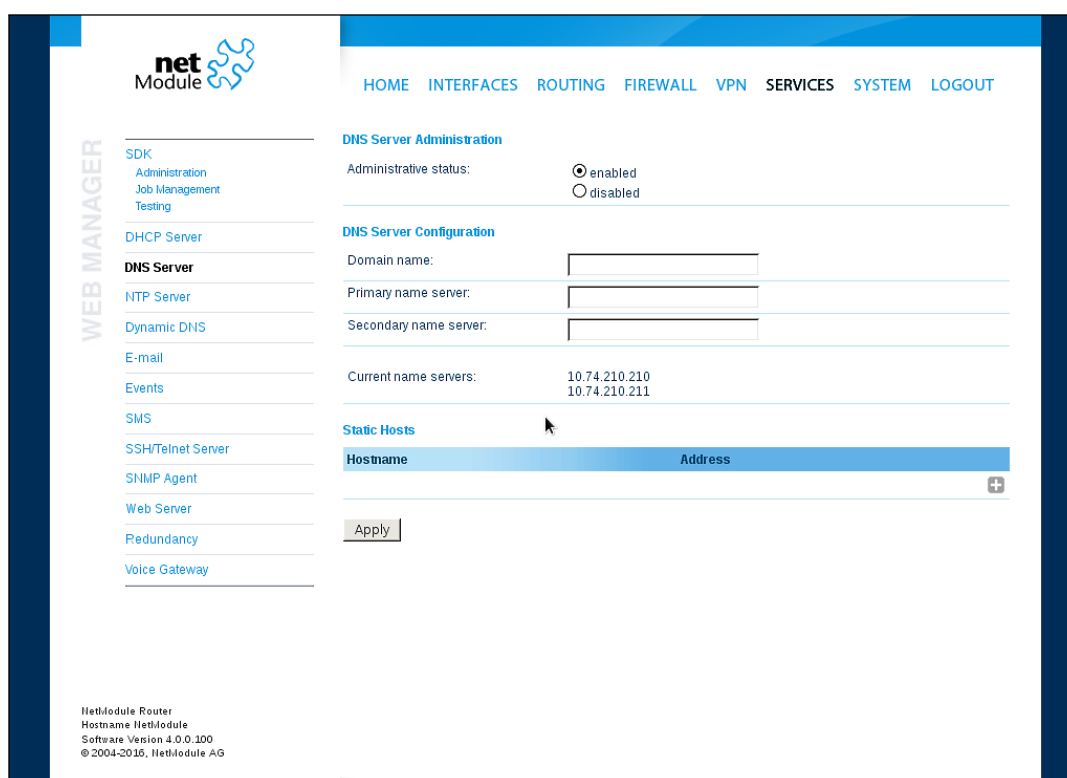 net
Module
HOME INTERFACES ROUTING FIREWALL VPN SERVICES SYSTEM LOGOUT
WEB MANAGER
SDK
Administration
Job Management
Testing
DHCP Server
DNS Server
NTP Server
Dynamic DNS
E-mail
Events
SMS
SSH/Telnet Server
SNMP Agent
Web Server
Redundancy
Voice Gateway
DNS Server Administration
Administrative status:
enabled
disabled
DNS Server Configuration
Domain name:
Primary name server:
Secondary name server:
Current name servers: 10.74.210.210
10.74.210.211
Static Hosts
Hostname Address
Apply
NetModule Router
Hostname NetModule
Software Version 4.0.0.100
© 2004-2016, NetModule AG